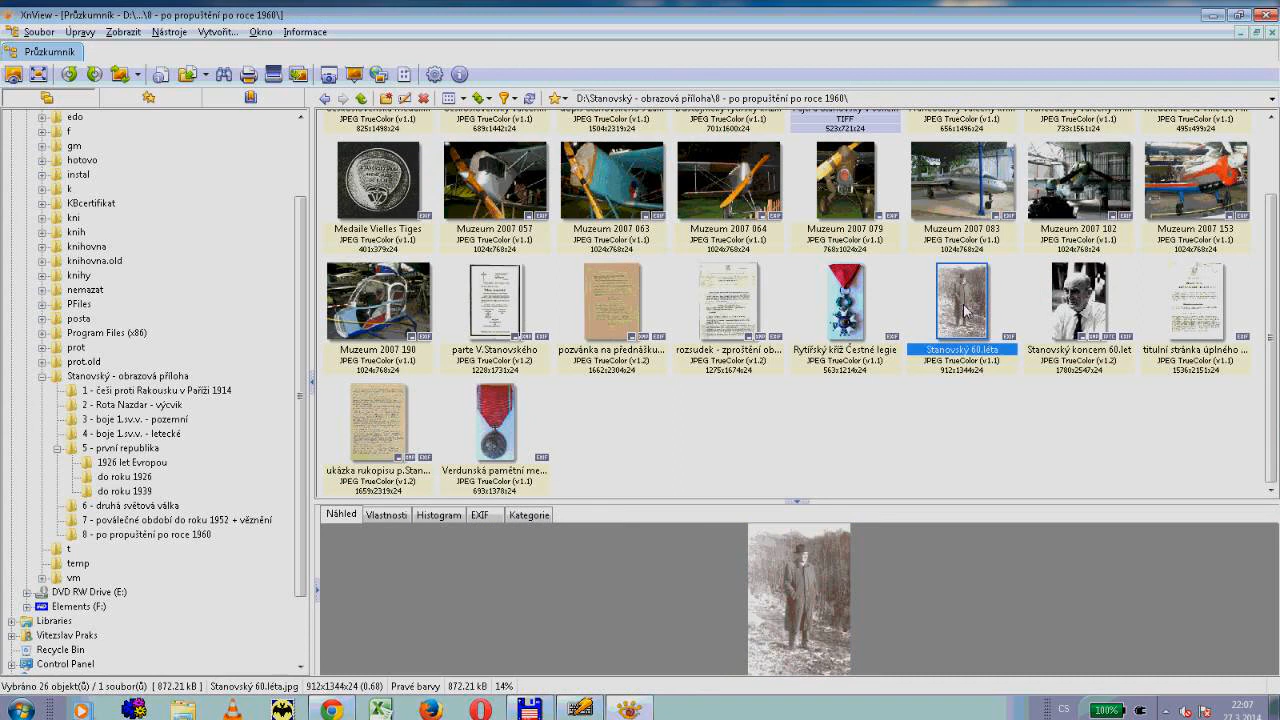 XnView - [Průzkumník - D:\...\8 - po propuštění po roce 1960\]
Soubor Úpravy Zobrazit Nástroje Vytvořit... Okno Informace
Průzkumník
D:\Stanovský - obrazová příloha\8 - po propuštění po roce 1960\
edo
f
gm
hotovo
instal
k
KBcertifikat
kni
knih
knihovna
knihovna.old
knihy
nemazat
PFiles
posta
Program Files (x86)
prot
prot.old
Stanovský - obrazová příloha
1 - češi proti Rakousku v Paříži 1914
2 - Rota Nazdar - výcvik
3 - boje 1.sv.v. - pozemní
4 - boje 1.sv.v. - letecké
5 - první republika
1926 let Evropou
do roku 1926
do roku 1939
6 - druhá světová válka
7 - poválečné období do roku 1952 + věznění
8 - po propuštění po roce 1960
t
temp
vm
DVD RW Drive (E:)
Elements (F:)
Libraries
Vitezslav Praks
Recycle Bin
Control Panel
JPEG TrueColor (v1.1) JPEG TrueColor (v1.1) JPEG TrueColor (v1.1) JPEG TrueColor (v1.1) TIFF JPEG TrueColor (v1.1) JPEG TrueColor (v1.1) JPEG TrueColor (v1.1)
825x1498x24 689x1442x24 1504x2319x24 701x1600x24 523x721x24 656x1496x24 733x1561x24 495x499x24
Medaile Vielles Tiges Muzeum 2007 057 Muzeum 2007 063 Muzeum 2007 064 Muzeum 2007 079 Muzeum 2007 083 Muzeum 2007 102 Muzeum 2007 153
JPEG TrueColor (v1.1) JPEG TrueColor (v1.1) JPEG TrueColor (v1.1) JPEG TrueColor (v1.1) JPEG TrueColor (v1.1) JPEG TrueColor (v1.1) JPEG TrueColor (v1.1) JPEG TrueColor (v1.1)
401x379x24 1024x768x24 1024x768x24 1024x768x24 768x1024x24 1024x768x24 1024x768x24 1024x768x24
Muzeum 2007 190 parte V.Stanovského pozvánka na přednášku... rozsudek - zproštění ob... Rytířský kříž Čestné legie Stanovský 60.léta Stanovský koncem 60.let titulní stránka úplného ...
JPEG TrueColor (v1.1) JPEG TrueColor (v1.2) JPEG TrueColor (v1.1) JPEG TrueColor (v1.2) JPEG TrueColor (v1.1) JPEG TrueColor (v1.1) JPEG TrueColor (v1.2) JPEG TrueColor (v1.1)
1024x768x24 1228x1731x24 1662x2304x24 1275x1674x24 663x1214x24 912x1344x24 1780x2547x24 1536x2151x24
ukázka rukopisu p.Stan... Verdunská pamětní me...
JPEG TrueColor (v1.2) JPEG TrueColor (v1.1)
1659x2319x24 693x1378x24
Náhled Vlastnosti Histogram EXIF Kategorie
Vybráno 26 objekt(ů) / 1 soubor(ů) [ 872.21 kB ] Stanovský 60.léta.jpg 912x1344x24 (0.68) Pravé barvy 872.21 kB 14%
CS 100% 22:07
27.3.2014